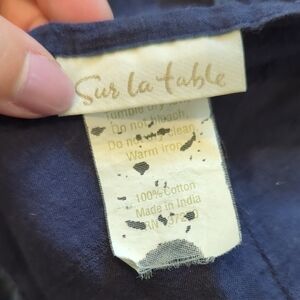 Sur la table
Tumble dry
Do not bleach
Do not dry clean
Warm iron
100% Cotton
Made in India